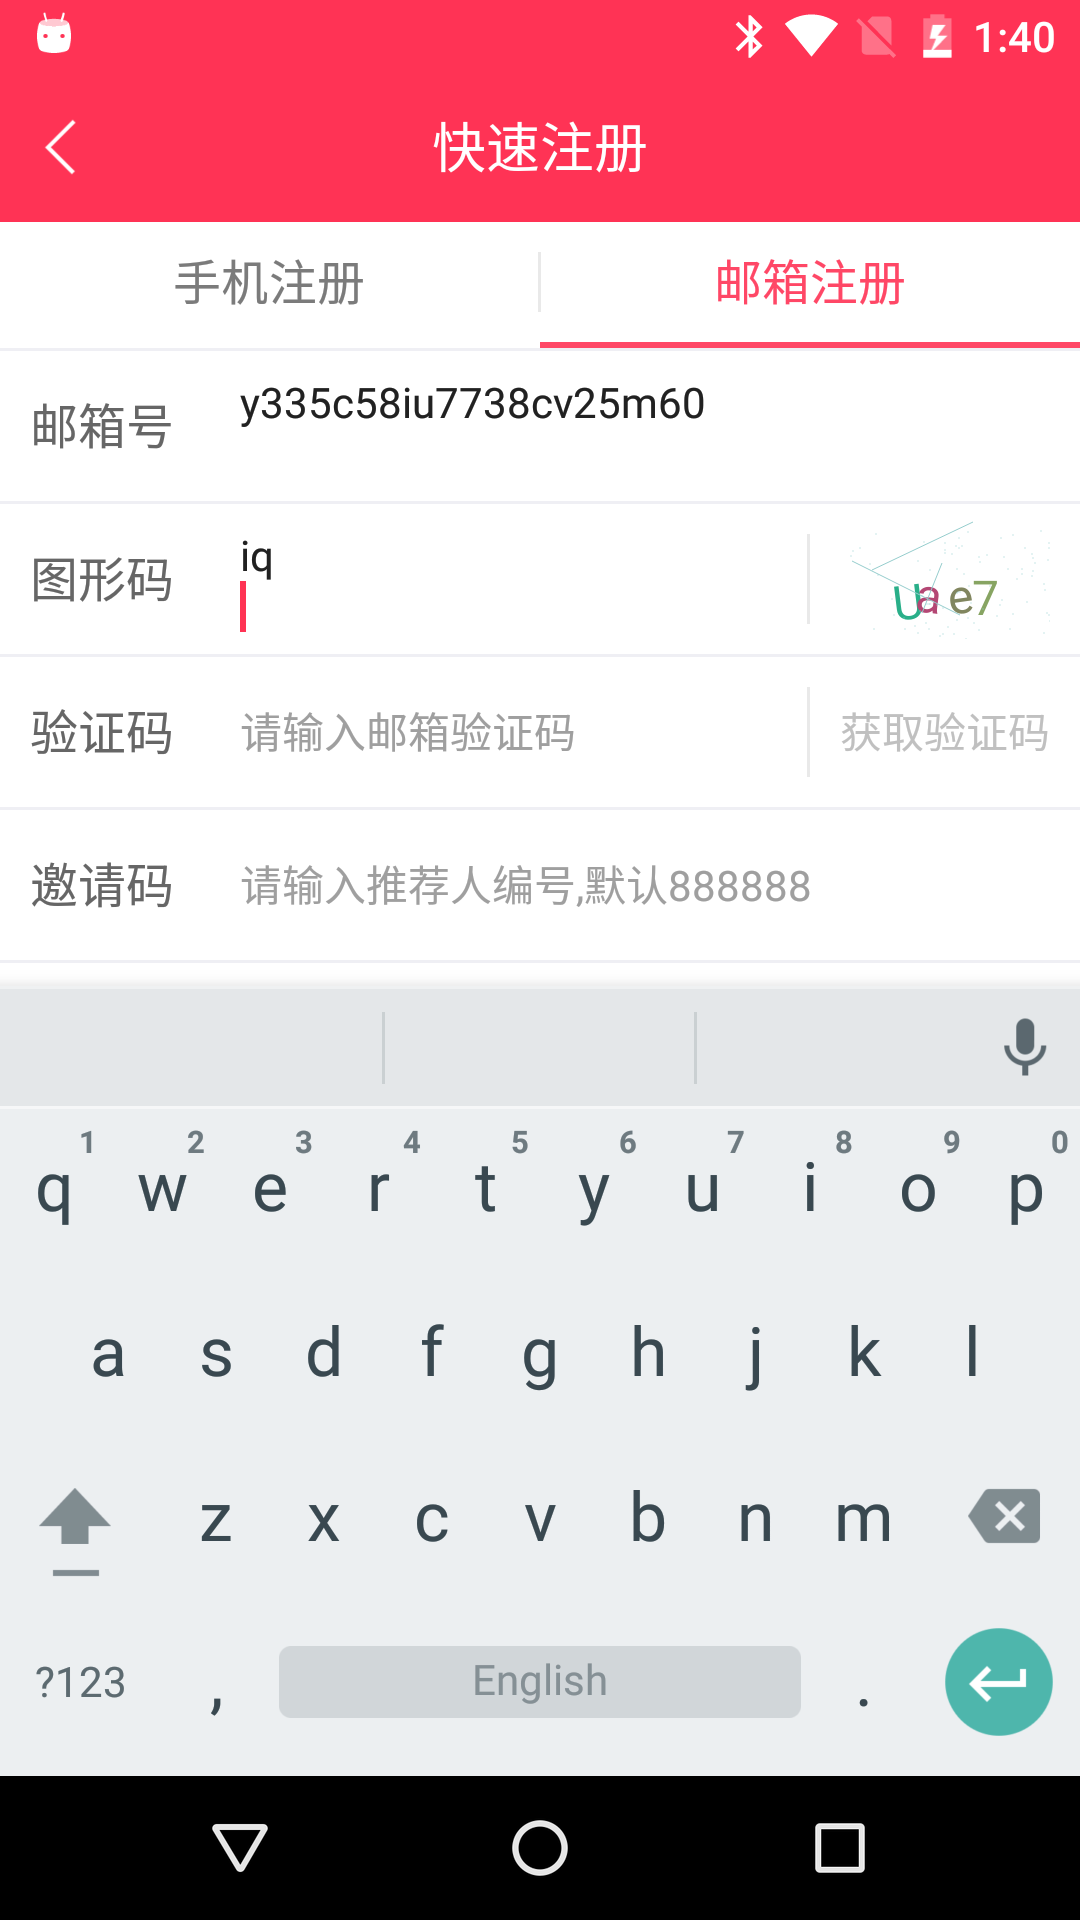 1:40
快速注册
手机注册
邮箱注册
邮箱号
y335c58iu7738cv25m60
图形码
iq
Uae7
验证码
请输入邮箱验证码
获取验证码
邀请码
请输入推荐人编号,默认888888
1 2 3 4 5 6 7 8 9 0
q w e r t y u i o p
a s d f g h j k l
z x c v b n m
?123 , English .